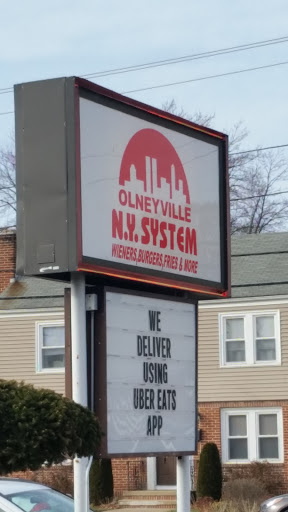 OLNEYVILLE
N.Y. SYSTEM
WIENERS, BURGERS, FRIES & MORE
WE
DELIVER
USING
UBER EATS
APP